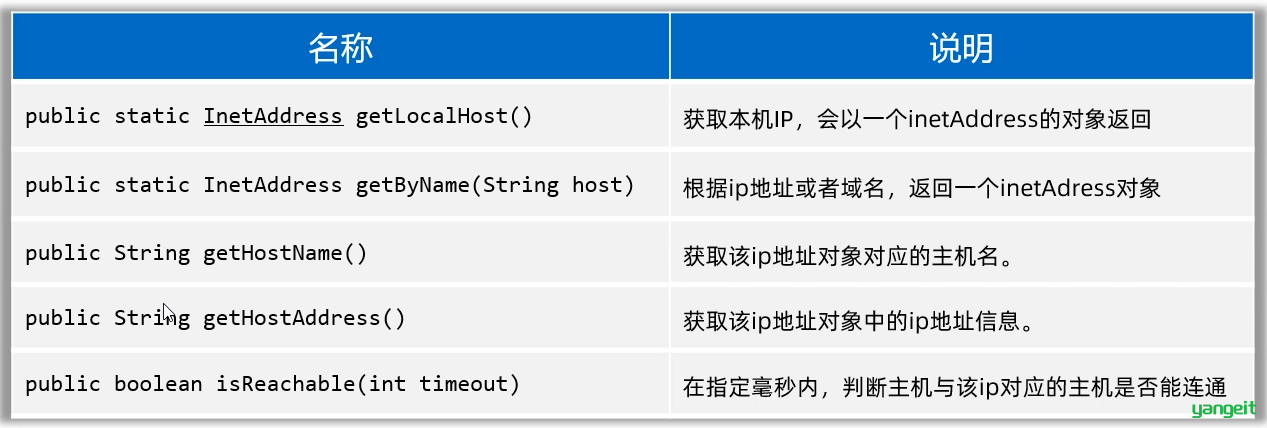 名称 说明
public static InetAddress getLocalHost() 获取本机IP，会以一个inetAddress的对象返回
public static InetAddress getByName(String host) 根据ip地址或者域名，返回一个inetAdress对象
public String getHostName() 获取该ip地址对象对应的主机名。
public String getHostAddress() 获取该ip地址对象中的ip地址信息。
public boolean isReachable(int timeout) 在指定毫秒内，判断主机与该ip对应的主机是否能连通
yangeit